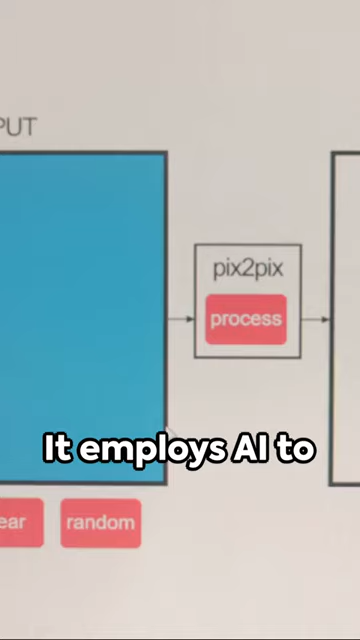 PUT
pix2pix
process
It employs AI to
ear
random